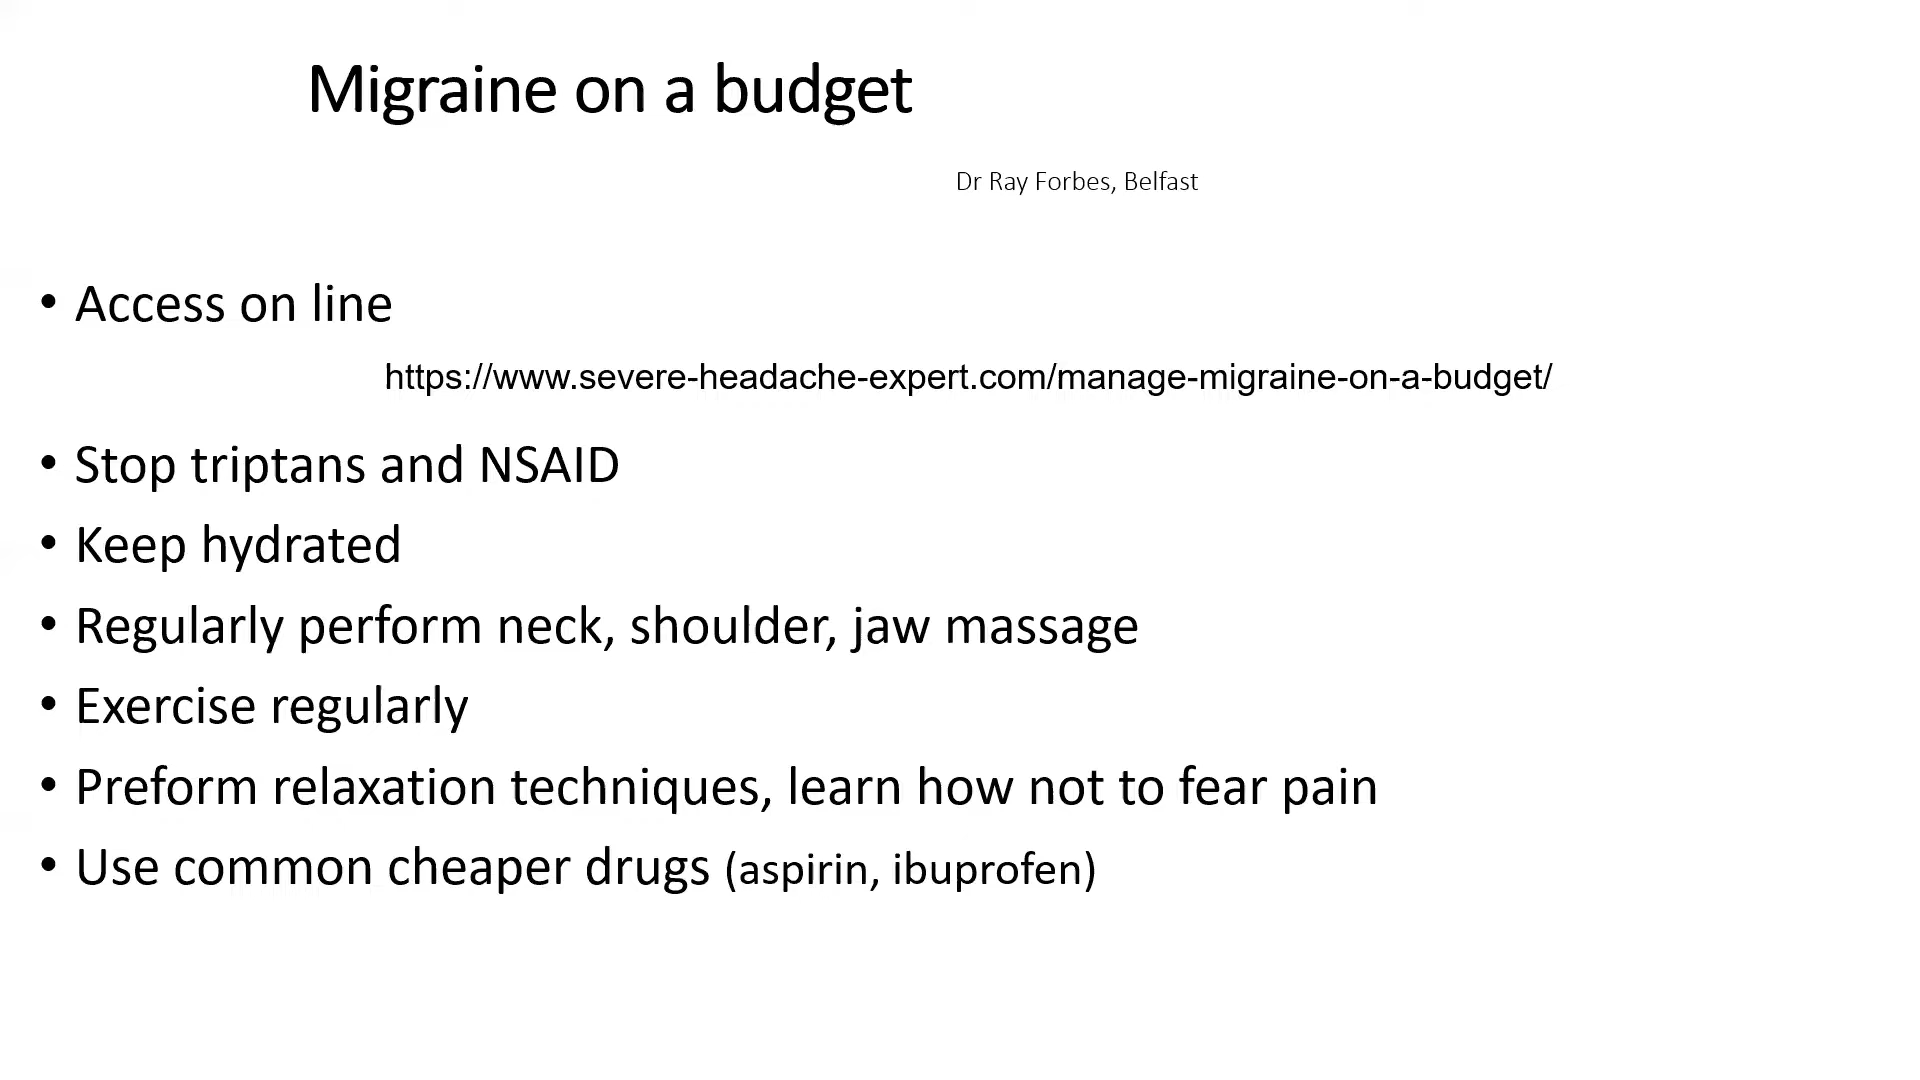 Migraine on a budget
Dr Ray Forbes, Belfast
• Access on line
https://www.severe-headache-expert.com/manage-migraine-on-a-budget/
• Stop triptans and NSAID
• Keep hydrated
• Regularly perform neck, shoulder, jaw massage
• Exercise regularly
• Preform relaxation techniques, learn how not to fear pain
• Use common cheaper drugs (aspirin, ibuprofen)